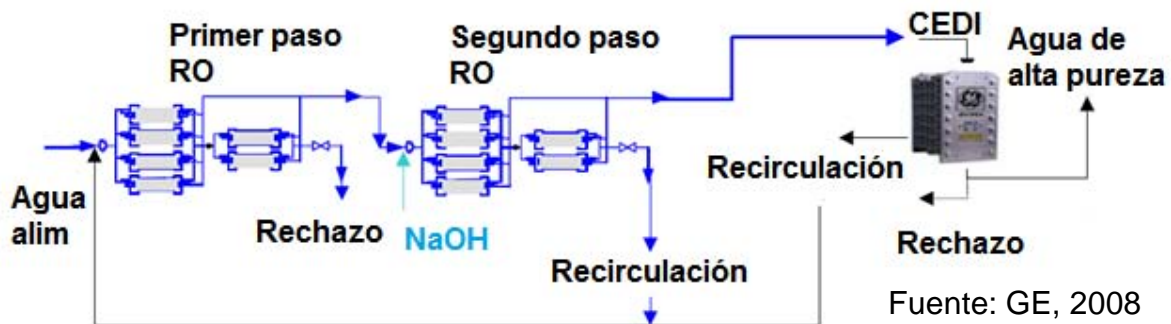 Primer paso
RO
Segundo paso
RO
CEDI
Agua de
alta pureza
Agua
alim
Rechazo
NaOH
Recirculación
Recirculación
Rechazo
Fuente: GE, 2008